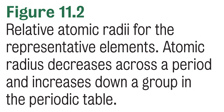 Figure 11.2
Relative atomic radii for the
representative elements. Atomic
radius decreases across a period
and increases down a group in
the periodic table.